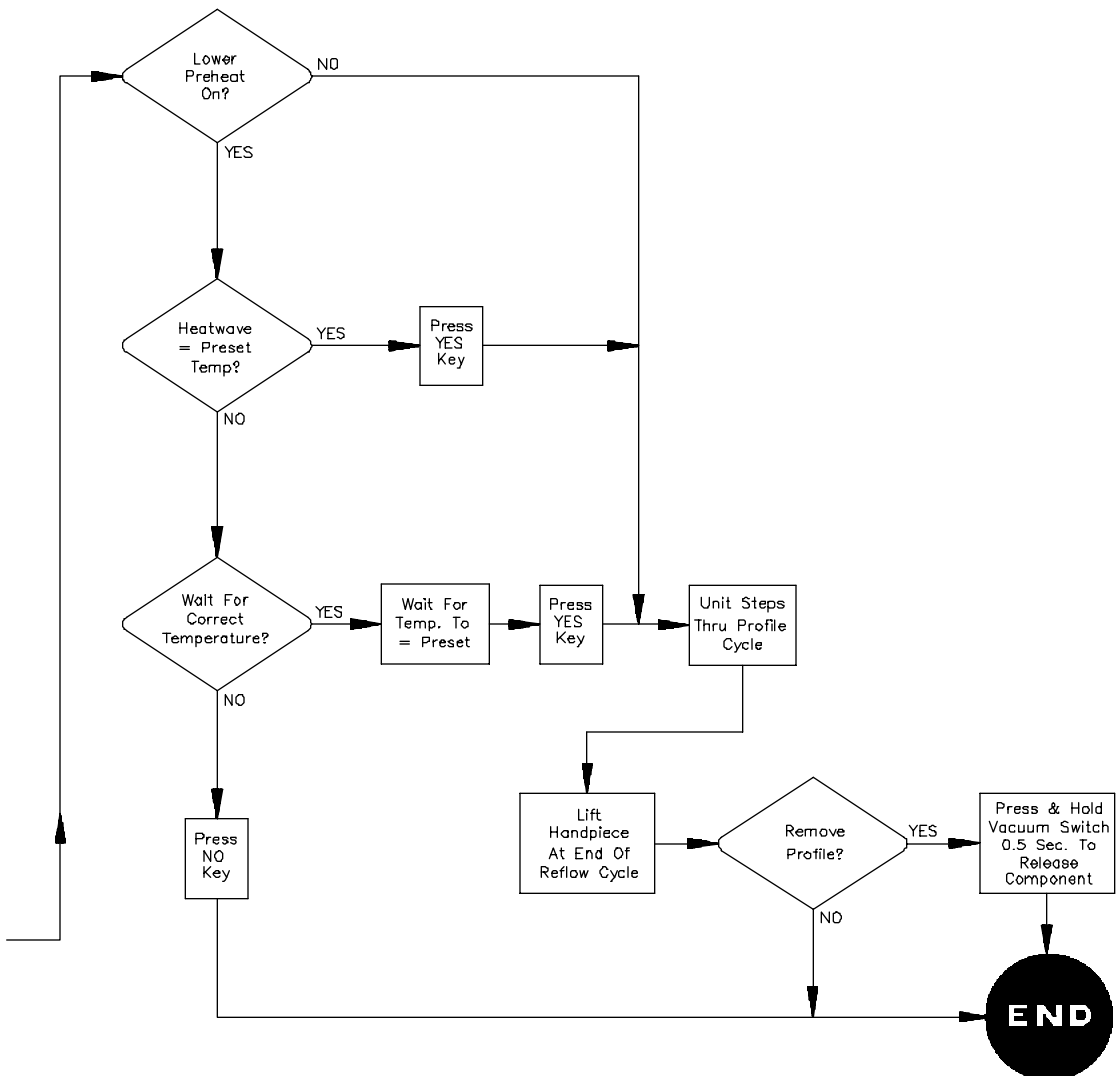 Lower
Preheat
On?
NO
YES
Heatwave
= Preset
Temp?
YES
Press
YES
Key
NO
Wait For
Correct
Temperature?
YES
Wait For
Temp. To
= Preset
Press
YES
Key
Unit Steps
Thru Profile
Cycle
NO
Press
NO
Key
Lift
Handpiece
At End Of
Reflow Cycle
Remove
Profile?
YES
Press & Hold
Vacuum Switch
0.5 Sec. To
Release
Component
NO
END